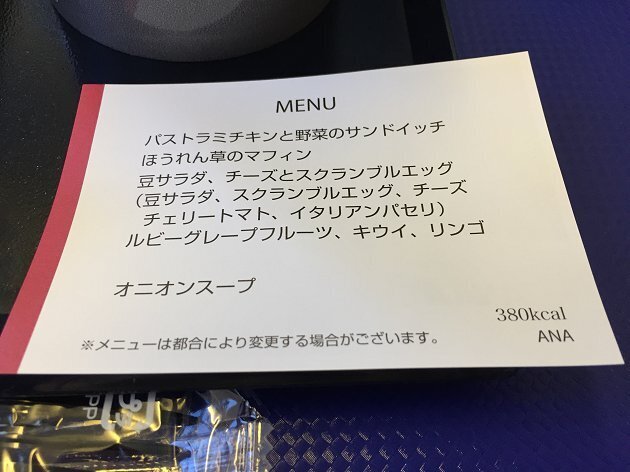 MENU
パストラミチキンと野菜のサンドイッチ
ほうれん草のマフィン
豆サラダ、チーズとスクランブルエッグ
(豆サラダ、スクランブルエッグ、チーズ
チェリートマト、イタリアンパセリ)
ルビーグレープフルーツ、キウイ、リンゴ
オニオンスープ
380kcal
ANA
※メニューは都合により変更する場合がございます。
PP